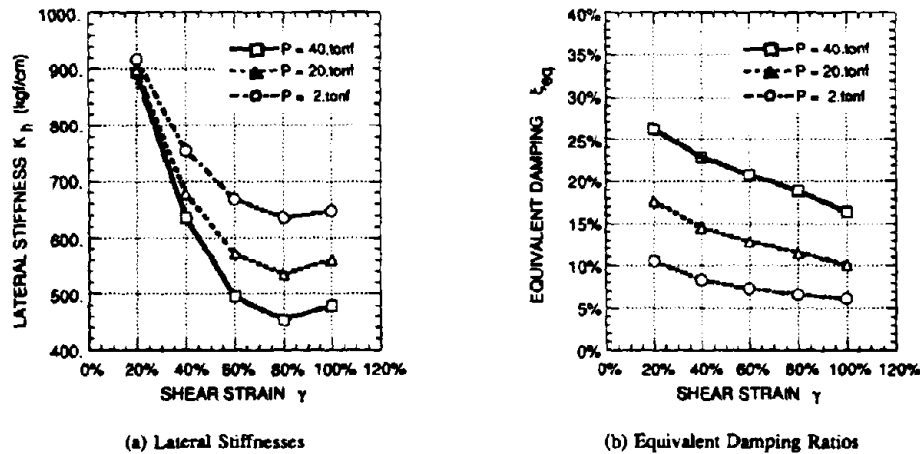 1000.
900.
800.
700.
600.
500.
400.
LATERAL STIFFNESS K h (kgf/cm)
P = 40.tonf
P = 20.tonf
P = 2.tonf
0% 20% 40% 60% 80% 100% 120%
SHEAR STRAIN γ
(a) Lateral Stiffnesses
40%
35%
30%
25%
20%
15%
10%
5%
0%
EQUIVALENT DAMPING ξeq
P = 40.tonf
P = 20.tonf
P = 2.tonf
0% 20% 40% 60% 80% 100% 120%
SHEAR STRAIN γ
(b) Equivalent Damping Ratios